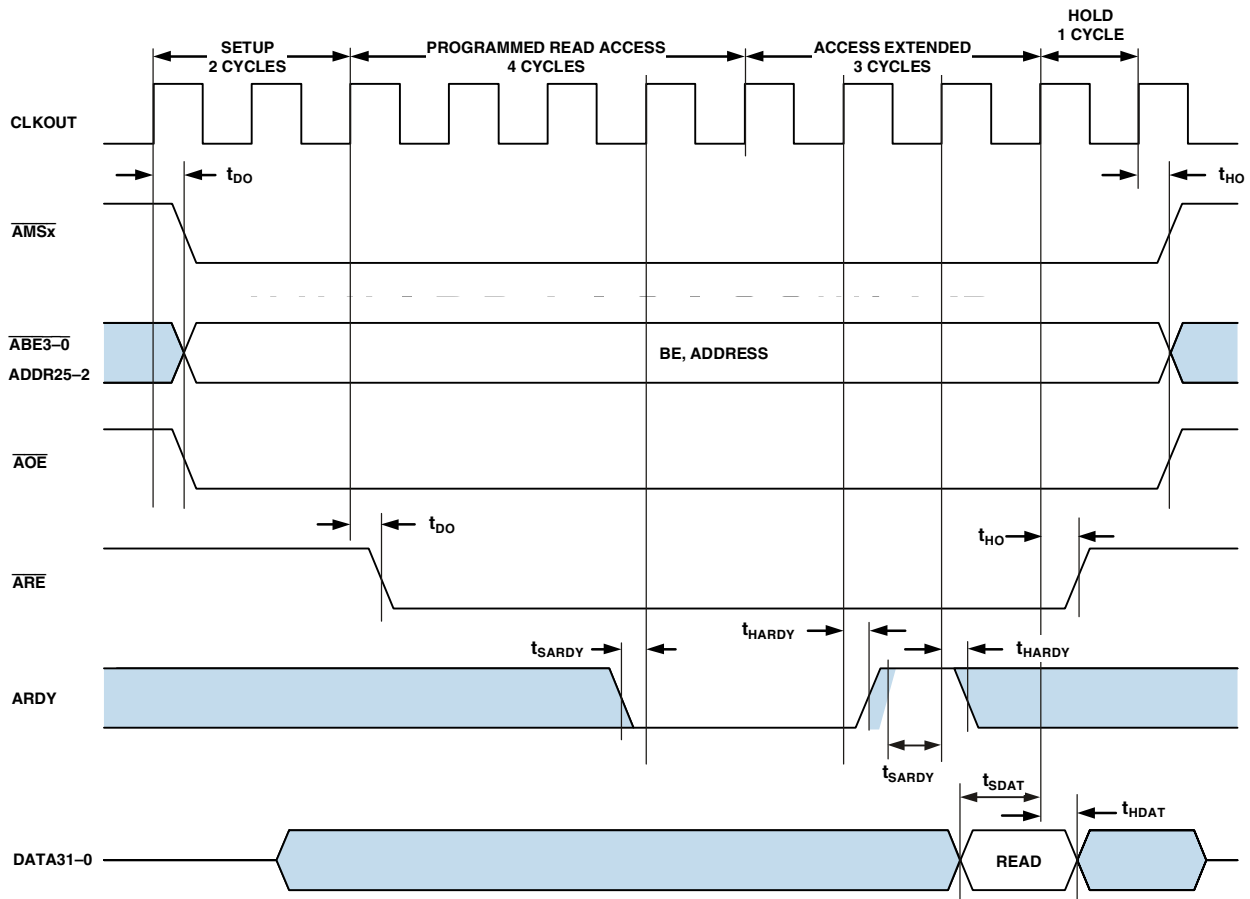 SETUP
2 CYCLES
PROGRAMMED READ ACCESS
4 CYCLES
ACCESS EXTENDED
3 CYCLES
HOLD
1 CYCLE
CLKOUT
tDO
tHO
AMSx
ABE3–0
BE, ADDRESS
ADDR25–2
AOE
tDO
tHO
ARE
tSARDY
tHARDY
tHARDY
ARDY
tSARDY
tSDAT
tHDAT
DATA31–0
READ